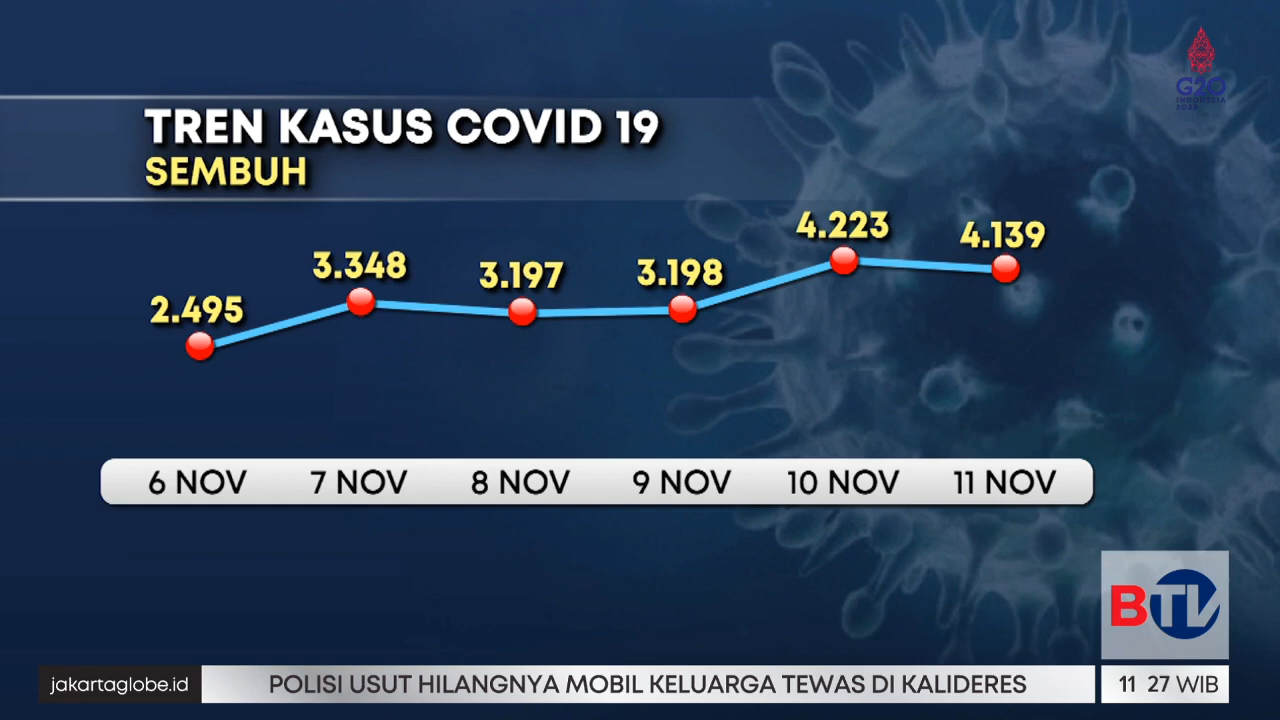 G20
INDONESIA
2022
TREN KASUS COVID 19
SEMBUH
2.495
3.348
3.197
3.198
4.223
4.139
6 NOV
7 NOV
8 NOV
9 NOV
10 NOV
11 NOV
BTV
jakartaglobe.id
POLISI USUT HILANGNYA MOBIL KELUARGA TEWAS DI KALIDERES
11 27 WIB